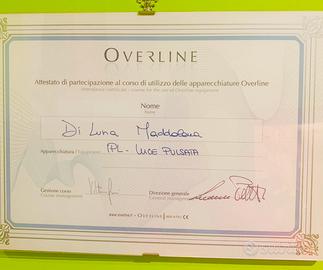 OVERLINE
Attestato di partecipazione al corso di utilizzo delle apparecchiature Overline
Attendance certificate: course for the use of Overline equipment
Nome
Name
Di Luna Maddalena
Apparecchiatura / Equipment
IPL - LUCE PULSATA
Gestione corso
Course management
Direzione generale
General management
www.overline.it - OVERLINE